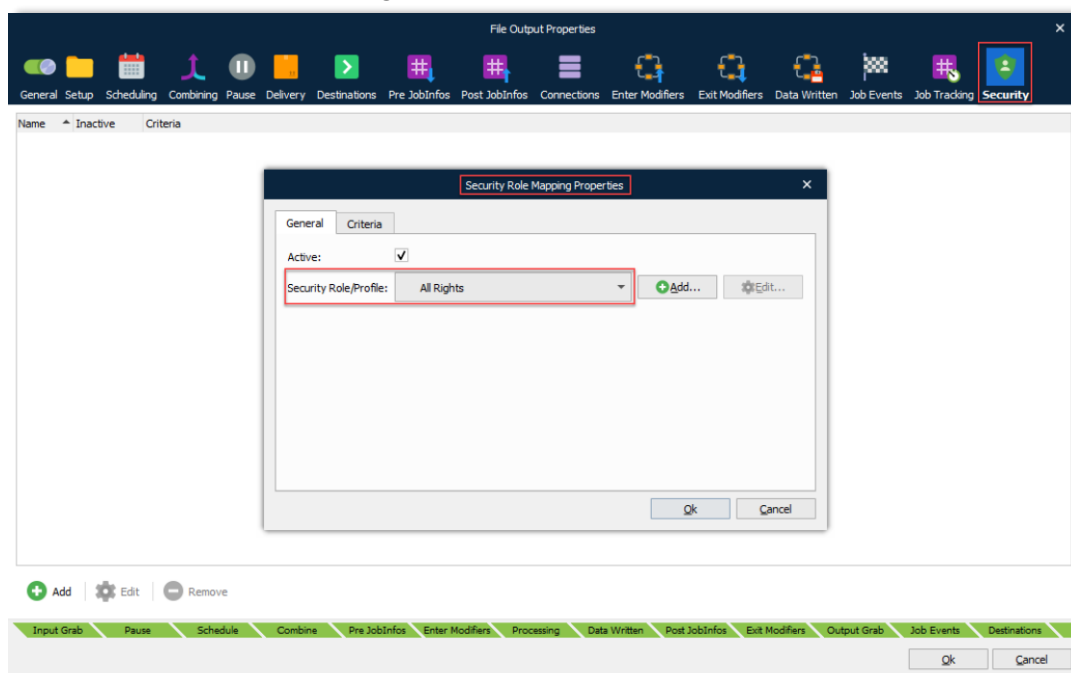 File Output Properties
General Setup Scheduling Combining Pause Delivery Destinations Pre JobInfos Post JobInfos Connections Enter Modifiers Exit Modifiers Data Written Job Events Job Tracking Security
Name Inactive Criteria
Security Role Mapping Properties
General Criteria
Active:
Security Role/Profile: All Rights Add... Edit...
Ok Cancel
Add Edit Remove
Input Grab Pause Schedule Combine Pre JobInfos Enter Modifiers Processing Data Written Post JobInfos Exit Modifiers Output Grab Job Events Destinations
Ok Cancel